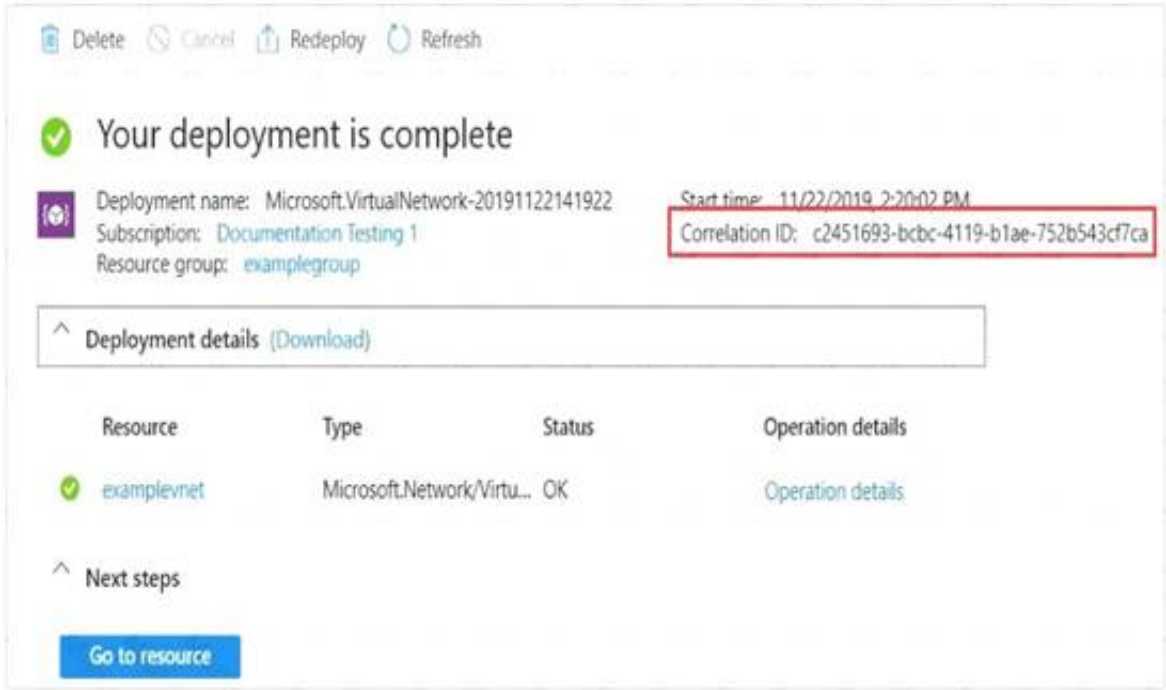 Delete Cancel Redeploy Refresh
Your deployment is complete
Deployment name: Microsoft.VirtualNetwork-20191122141922 Start time: 11/22/2019, 2:20:02 PM
Subscription: Documentation Testing 1 Correlation ID: c2451693-bcbc-4119-b1ae-752b543cf7ca
Resource group: examplegroup
Deployment details (Download)
Resource Type Status Operation details
examplevnet Microsoft.Network/Virtu... OK Operation details
Next steps
Go to resource